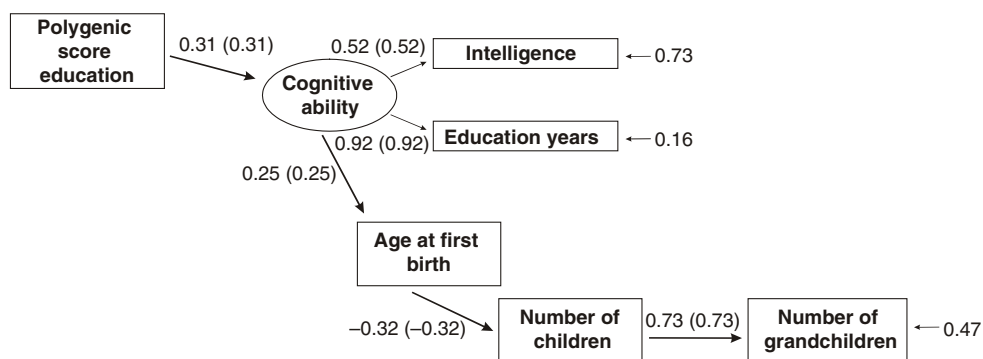 Polygenic
score
education
0.31 (0.31)
0.52 (0.52)
Intelligence
0.73
Cognitive
ability
0.92 (0.92)
Education years
0.16
0.25 (0.25)
Age at first
birth
–0.32 (–0.32)
Number of
children
0.73 (0.73)
Number of
grandchildren
0.47